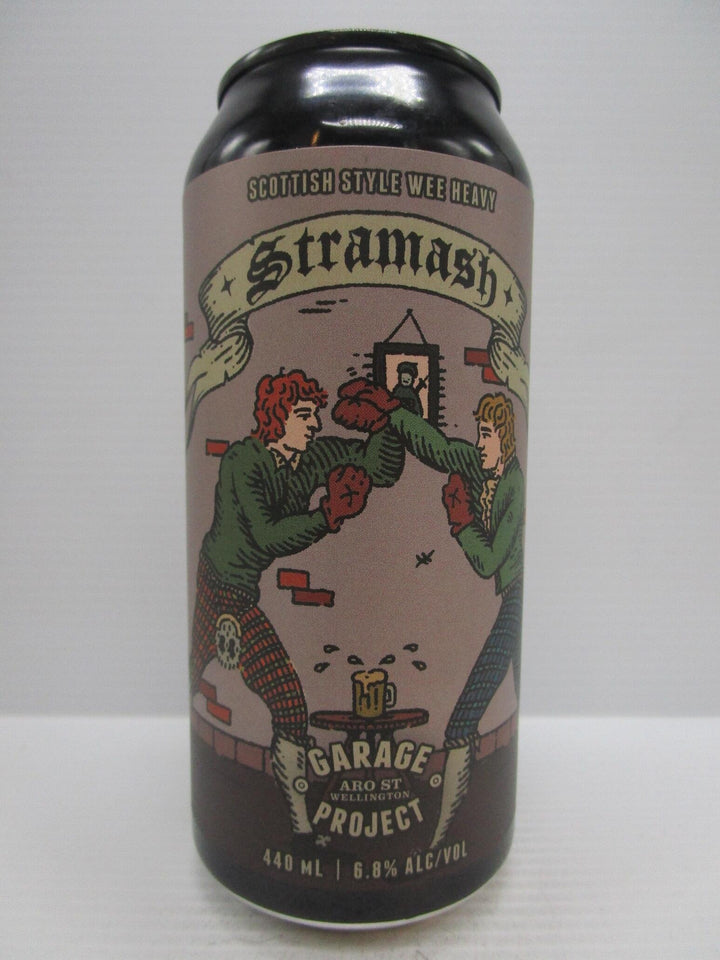 SCOTTISH STYLE WEE HEAVY
Stramash
GARAGE
ARO ST
WELLINGTON
PROJECT
440 ML | 6.8% ALC/VOL